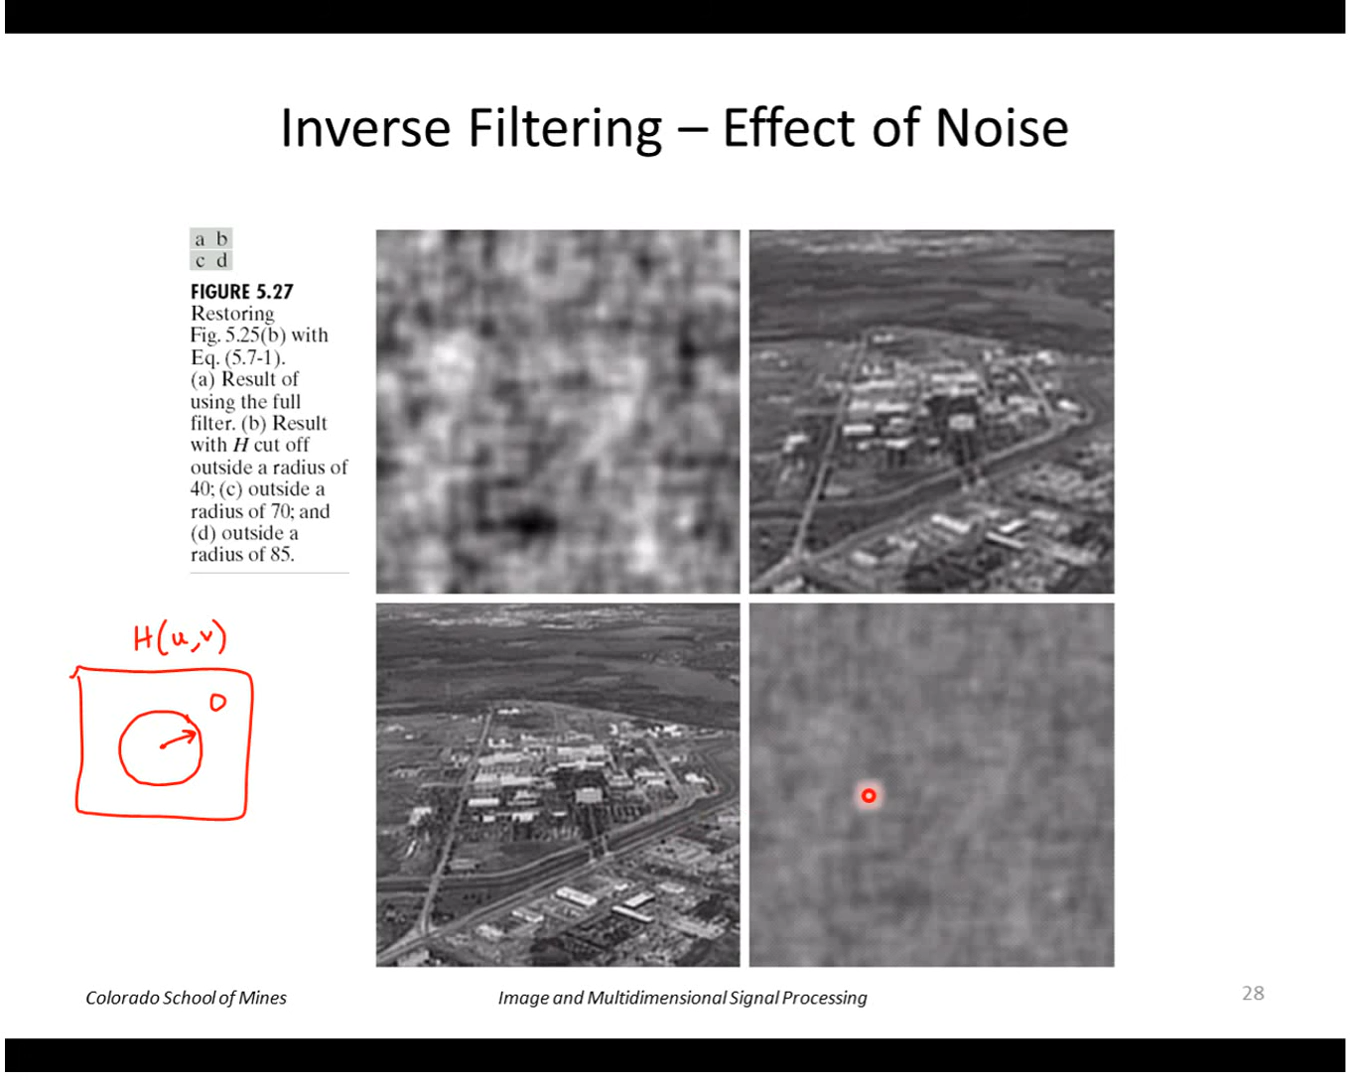 Inverse Filtering – Effect of Noise
a b
c d
FIGURE 5.27
Restoring
Fig. 5.25(b) with
Eq. (5.7-1).
(a) Result of
using the full
filter. (b) Result
with H cut off
outside a radius of
40; (c) outside a
radius of 70; and
(d) outside a
radius of 85.
H(u,v)
0
Colorado School of Mines
Image and Multidimensional Signal Processing
28